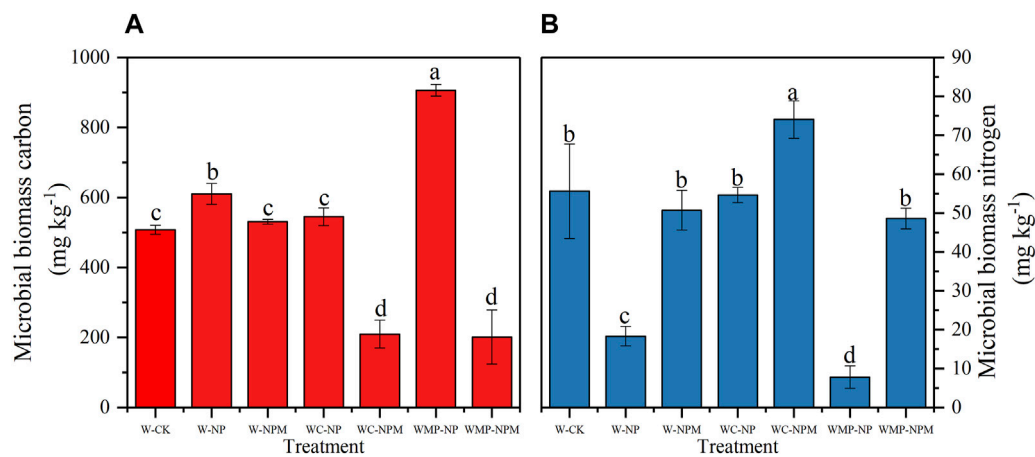 A
B
Microbial biomass carbon
(mg kg-1)
1000
800
600
400
200
0
c
b
c
c
d
a
d
W-CK
W-NP
W-NPM
WC-NP
WC-NPM
WMP-NP
WMP-NPM
Treatment
b
c
b
b
a
d
b
W-CK
W-NP
W-NPM
WC-NP
WC-NPM
WMP-NP
WMP-NPM
Treatment
90
80
70
60
50
40
30
20
10
0
Microbial biomass nitrogen
(mg kg-1)